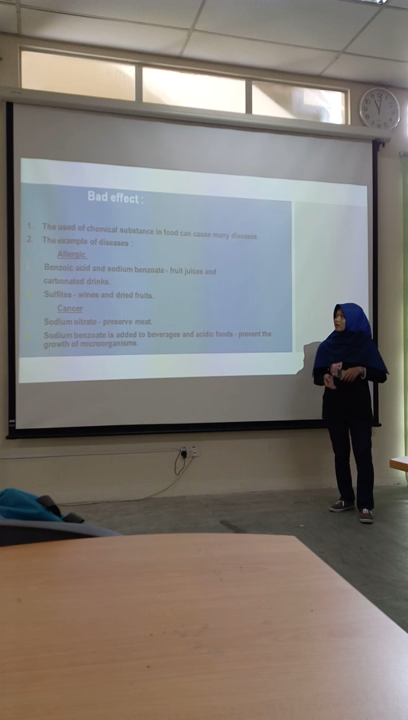 Bad effect :
1. The used of chemical substance in food can cause many diseases.
2. The example of diseases :
Allergic
Benzoic acid and sodium benzoate - fruit juices and
carbonated drinks.
Sulfites - wines and dried fruits.
Cancer
Sodium nitrate - preserve meat.
Sodium benzoate is added to beverages and acidic foods - prevent the
growth of microorganisms.